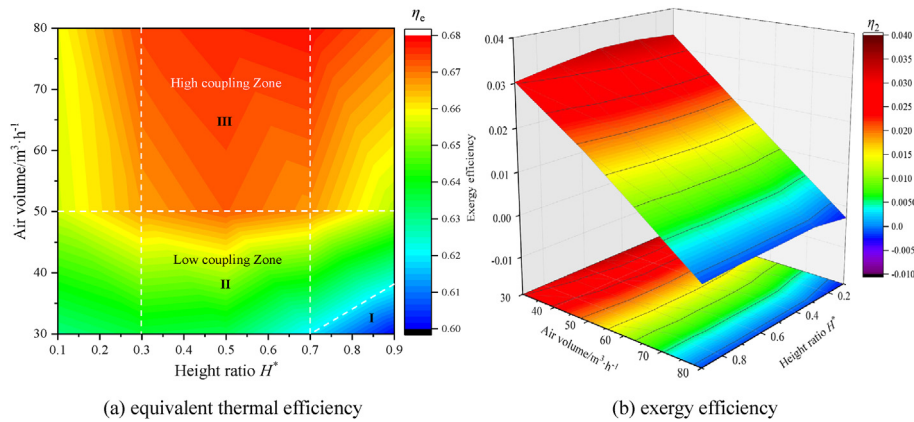 (a)
η_e
80
70
60
50
40
30
Air volume/m³·h⁻¹
High coupling Zone
III
Low coupling Zone
II
I
0.1 0.2 0.3 0.4 0.5 0.6 0.7 0.8 0.9
Height ratio H*
0.68
0.67
0.66
0.65
0.64
0.63
0.62
0.61
0.60
(a) equivalent thermal efficiency
(b)
η₂
0.04
0.03
0.02
0.01
0.00
-0.01
Exergy efficiency
30
40
50
60
70
80
Air volume/m³·h⁻¹
0.8
0.6
0.4
0.2
Height ratio H*
0.040
0.035
0.030
0.025
0.020
0.015
0.010
0.005
0.000
-0.005
-0.010
(b) exergy efficiency